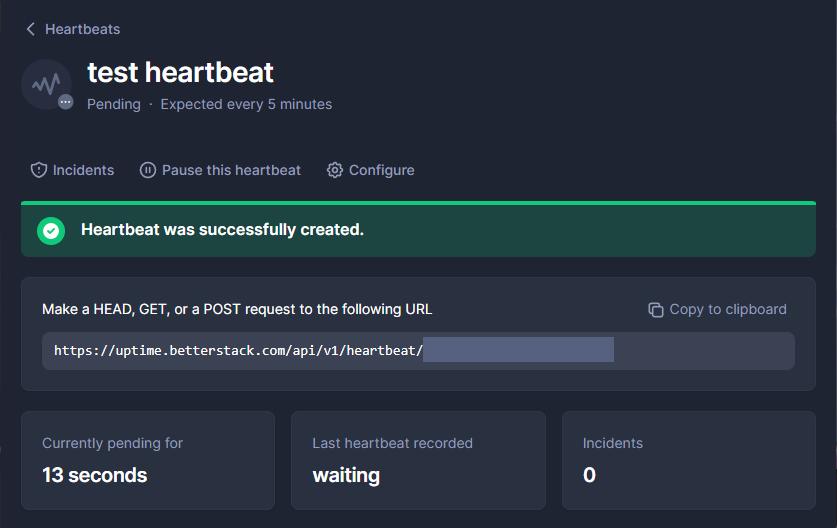 Heartbeats
test heartbeat
Pending · Expected every 5 minutes
Incidents Pause this heartbeat Configure
Heartbeat was successfully created.
Make a HEAD, GET, or a POST request to the following URL Copy to clipboard
https://uptime.betterstack.com/api/v1/heartbeat/
Currently pending for Last heartbeat recorded Incidents
13 seconds waiting 0